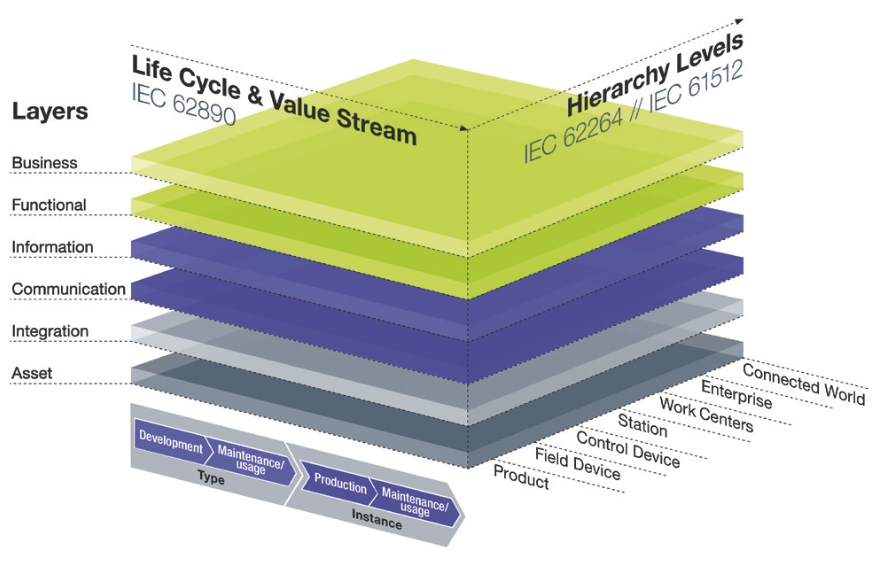 Life Cycle & Value Stream
IEC 62890
Hierarchy Levels
IEC 62264 // IEC 61512
Layers
Business
Functional
Information
Communication
Integration
Asset
Connected World
Enterprise
Work Centers
Station
Control Device
Field Device
Product
Development
Maintenance/
usage
Type
Production
Maintenance/
usage
Instance